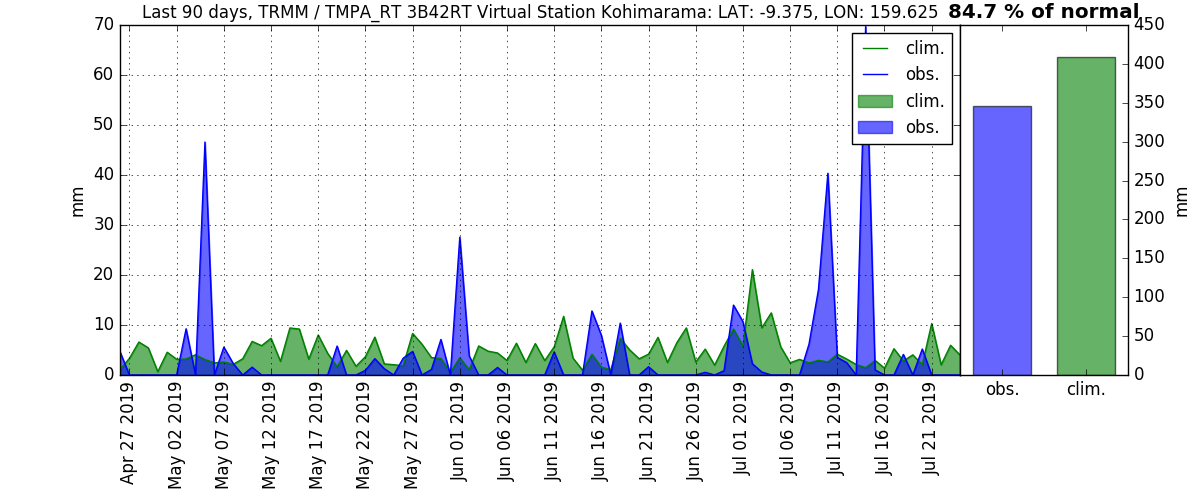 Last 90 days, TRMM / TMPA_RT 3B42RT Virtual Station Kohimarama: LAT: -9.375, LON: 159.625 84.7 % of normal
70
60
50
40
30
20
10
0
mm
clim.
obs.
clim.
obs.
Apr 27 2019
May 02 2019
May 07 2019
May 12 2019
May 17 2019
May 22 2019
May 27 2019
Jun 01 2019
Jun 06 2019
Jun 11 2019
Jun 16 2019
Jun 21 2019
Jun 26 2019
Jul 01 2019
Jul 06 2019
Jul 11 2019
Jul 16 2019
Jul 21 2019
450
400
350
300
250
200
150
100
50
0
mm
obs. clim.